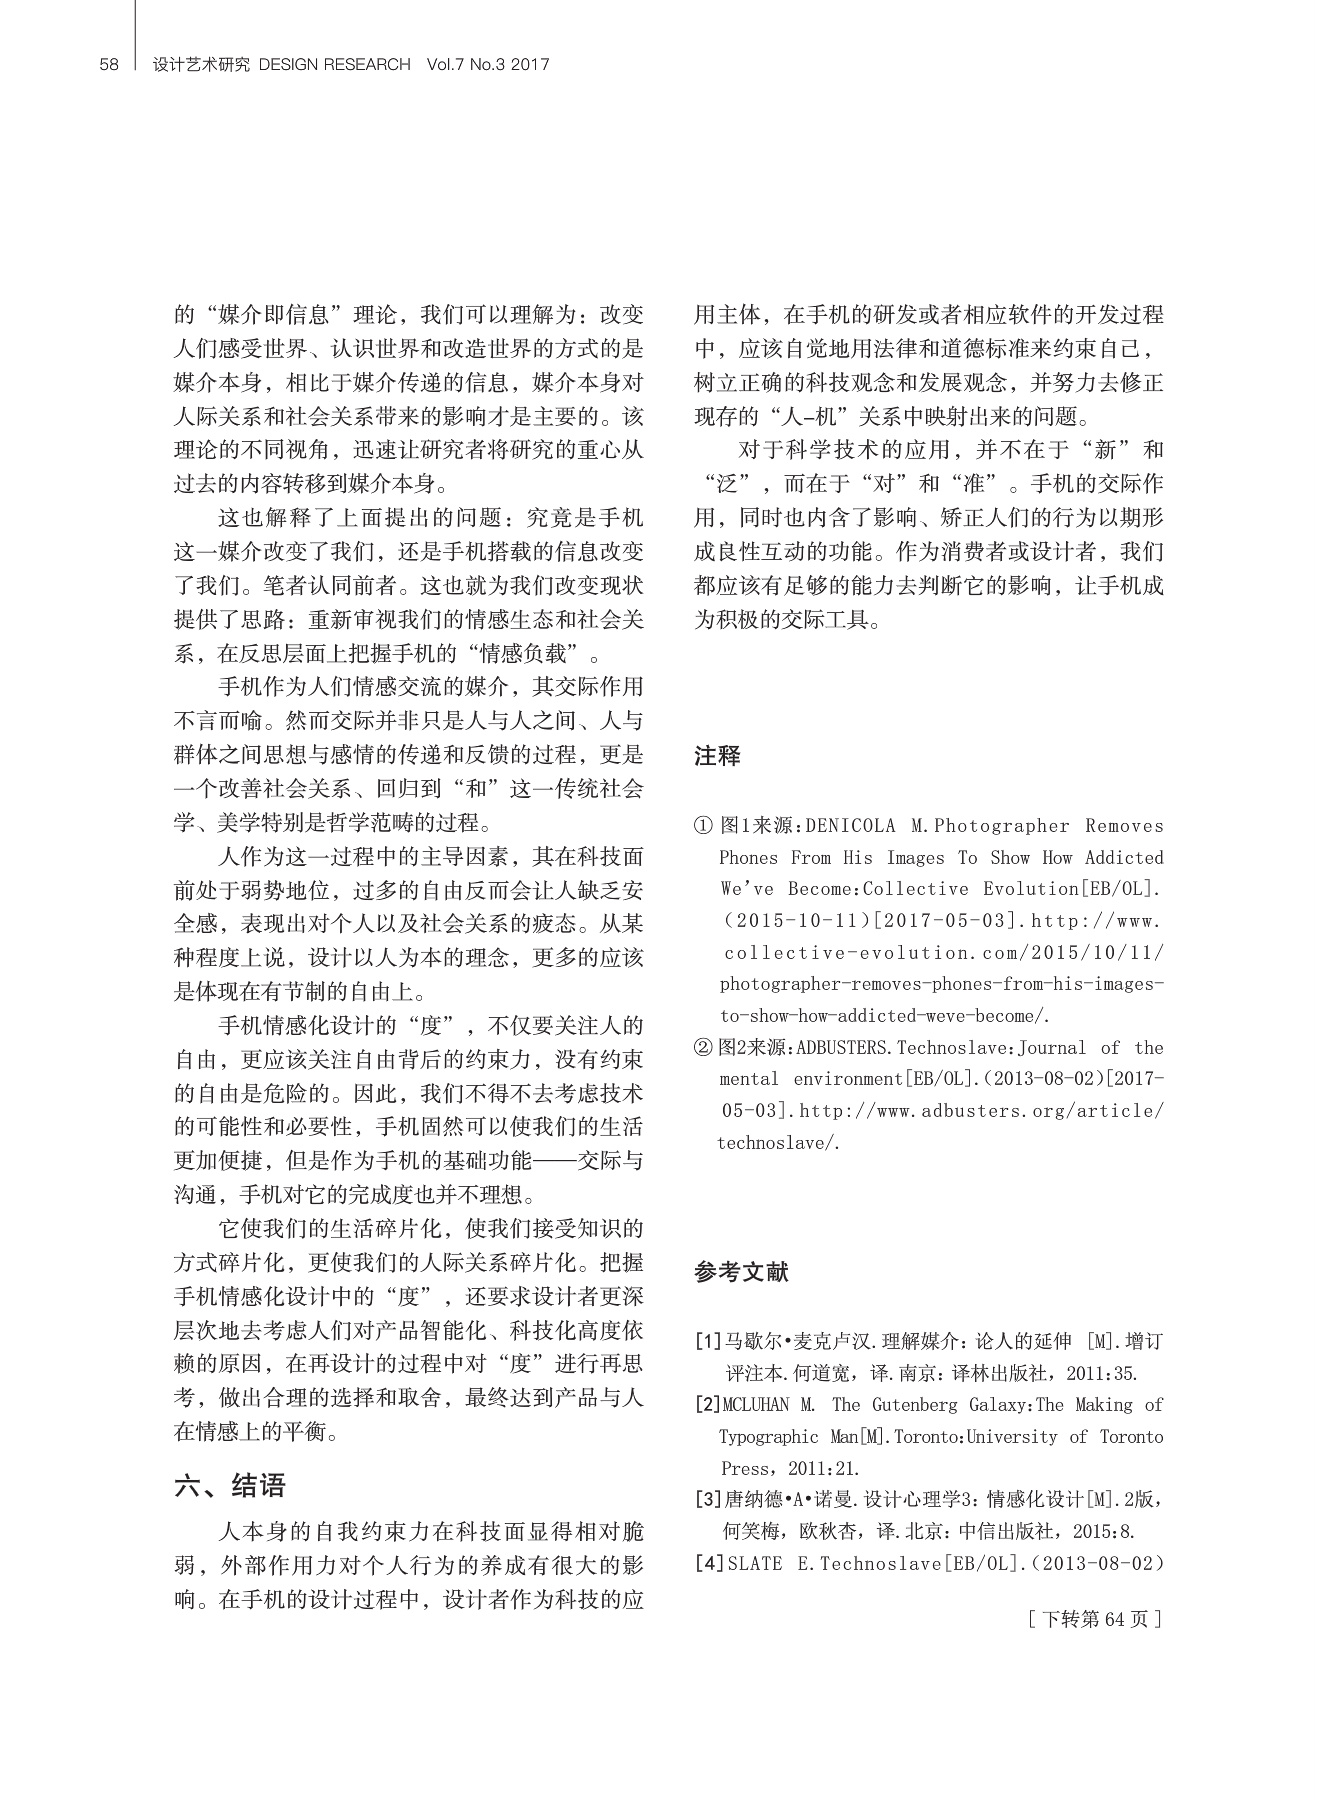 58 设计艺术研究 DESIGN RESEARCH Vol.7 No.3 2017
的“媒介即信息”理论，我们可以理解为：改变
人们感受世界、认识世界和改造世界的方式的是
媒介本身，相比于媒介传递的信息，媒介本身对
人际关系和社会关系带来的影响才是主要的。该
理论的不同视角，迅速让研究者将研究的重心从
过去的内容转移到媒介本身。
这也解释了上面提出的问题：究竟是手机
这一媒介改变了我们，还是手机搭载的信息改变
了我们。笔者认同前者。这也就为我们改变现状
提供了思路：重新审视我们的情感生态和社会关
系，在反思层面上把握手机的“情感负载”。
手机作为人们情感交流的媒介，其交际作用
不言而喻。然而交际并非只是人与人之间、人与
群体之间思想与感情的传递和反馈的过程，更是
一个改善社会关系、回归到“和”这一传统社会
学、美学特别是哲学范畴的过程。
人作为这一过程中的主导因素，其在科技面
前处于弱势地位，过多的自由反而会让人缺乏安
全感，表现出对个人以及社会关系的疲态。从某
种程度上说，设计以人为本的理念，更多的应该
是体现在有节制的自由上。
手机情感化设计的“度”，不仅要关注人的
自由，更应该关注自由背后的约束力，没有约束
的自由是危险的。因此，我们不得不去考虑技术
的可能性和必要性，手机固然可以使我们的生活
更加便捷，但是作为手机的基础功能——交际与
沟通，手机对它的完成度也并不理想。
它使我们的生活碎片化，使我们接受知识的
方式碎片化，更使我们的人际关系碎片化。把握
手机情感化设计中的“度”，还要求设计者更深
层次地去考虑人们对产品智能化、科技化高度依
赖的原因，在再设计的过程中对“度”进行再思
考，做出合理的选择和取舍，最终达到产品与人
在情感上的平衡。
六、结语
人本身的自我约束力在科技面显得相对脆
弱，外部作用力对个人行为的养成有很大的影
响。在手机的设计过程中，设计者作为科技的应
用主体，在手机的研发或者相应软件的开发过程
中，应该自觉地用法律和道德标准来约束自己，
树立正确的科技观念和发展观念，并努力去修正
现存的“人–机”关系中映射出来的问题。
对于科学技术的应用，并不在于“新”和
“泛”，而在于“对”和“准”。手机的交际作
用，同时也内含了影响、矫正人们的行为以期形
成良性互动的功能。作为消费者或设计者，我们
都应该有足够的能力去判断它的影响，让手机成
为积极的交际工具。
注释
① 图1来源:DENICOLA M.Photographer Removes
Phones From His Images To Show How Addicted
We’ve Become:Collective Evolution[EB/OL].
(2015-10-11)[2017-05-03].http://www.
collective-evolution.com/2015/10/11/
photographer-removes-phones-from-his-images-
to-show-how-addicted-weve-become/.
② 图2来源:ADBUSTERS.Technoslave:Journal of the
mental environment[EB/OL].(2013-08-02)[2017-
05-03].http://www.adbusters.org/article/
technoslave/.
参考文献
[1]马歇尔•麦克卢汉.理解媒介：论人的延伸 [M].增订
评注本.何道宽，译.南京：译林出版社，2011:35.
[2]MCLUHAN M. The Gutenberg Galaxy:The Making of
Typographic Man[M].Toronto:University of Toronto
Press，2011:21.
[3]唐纳德•A•诺曼.设计心理学3：情感化设计[M].2版，
何笑梅，欧秋杏，译.北京：中信出版社，2015:8.
[4]SLATE E.Technoslave[EB/OL].(2013-08-02)
［ 下转第 64 页 ］